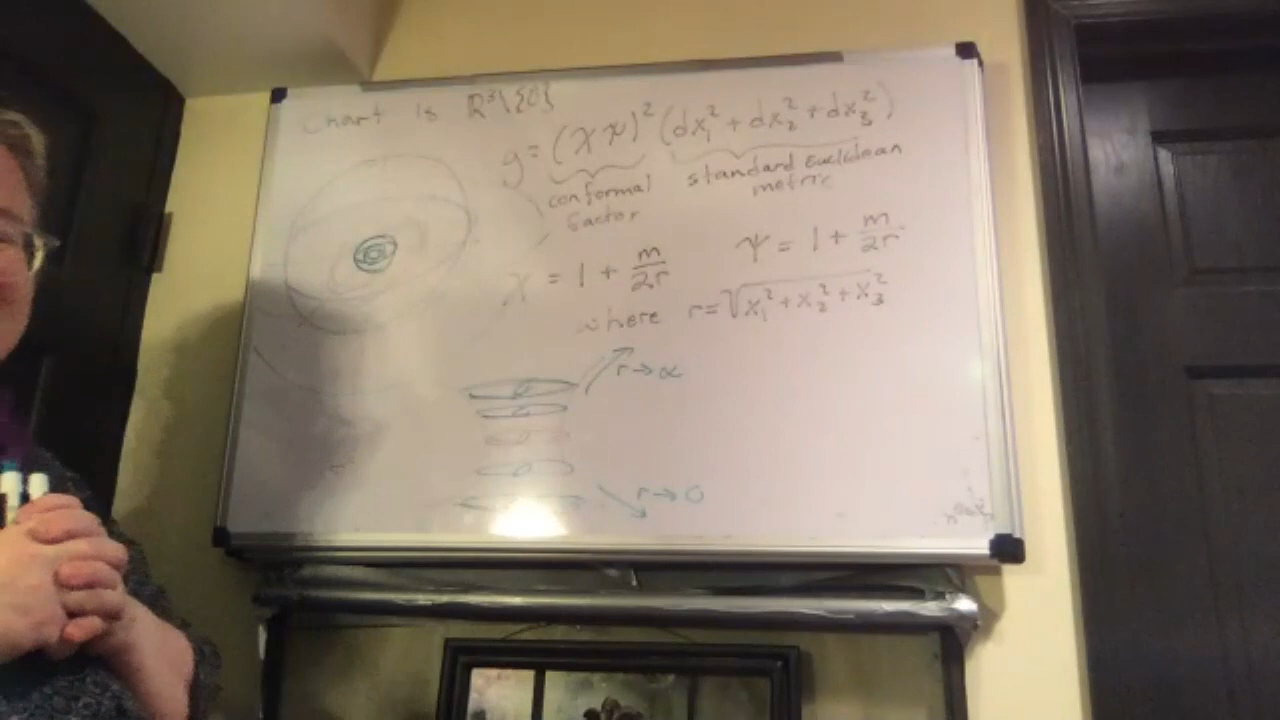 Chart is ℝ³\{0}
g = (χψ)² (dx₁² + dx₂² + dx₃²)
conformal factor
standard Euclidean metric
χ = 1 + m/2r
ψ = 1 + m/2r
where r = √x₁² + x₂² + x₃²
r→∞
r→0